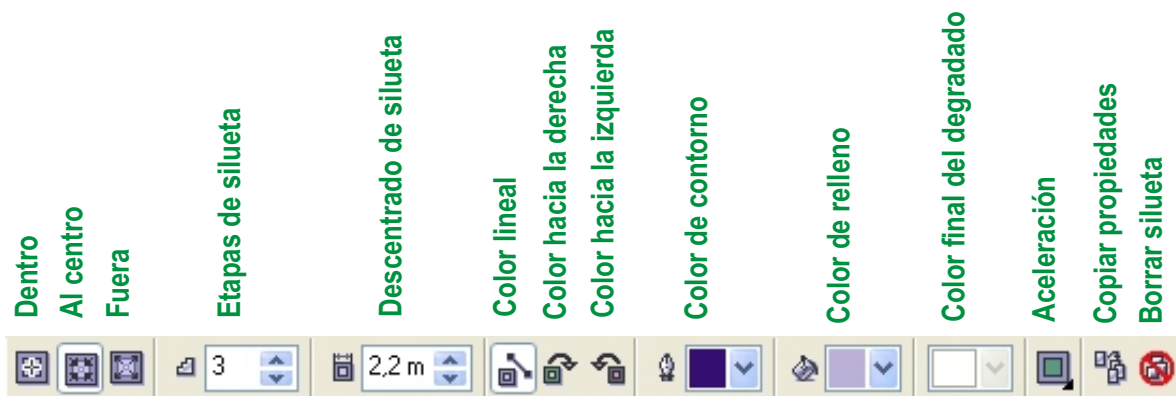 Dentro
Al centro
Fuera
Etapas de silueta
Descentrado de silueta
Color lineal
Color hacia la derecha
Color hacia la izquierda
Color de contorno
Color de relleno
Color final del degradado
Aceleración
Copiar propiedades
Borrar silueta
3
2,2 m